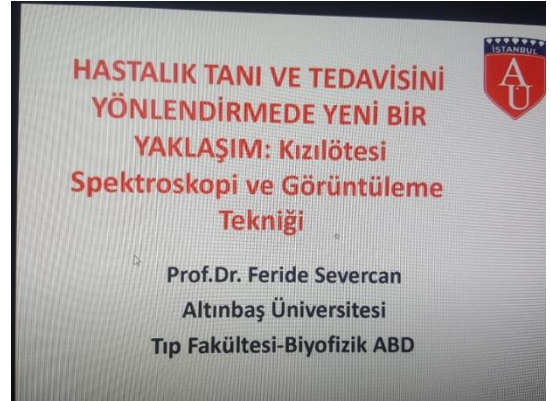 İSTANBUL
AU
HASTALIK TANI VE TEDAVİSİNİ
YÖNLENDİRMEDE YENİ BİR
YAKLAŞIM: Kızılötesi
Spektroskopi ve Görüntüleme
Tekniği
Prof.Dr. Feride Severcan
Altınbaş Üniversitesi
Tıp Fakültesi-Biyofizik ABD